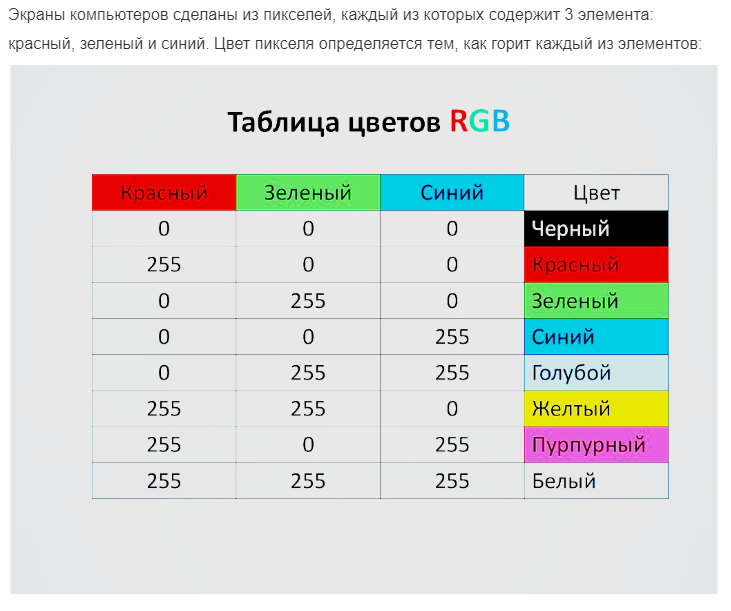 Экраны компьютеров сделаны из пикселей, каждый из которых содержит 3 элемента:
красный, зеленый и синий. Цвет пикселя определяется тем, как горит каждый из элементов:
Таблица цветов RGB
Красный Зеленый Синий Цвет
0 0 0 Черный
255 0 0 Красный
0 255 0 Зеленый
0 0 255 Синий
0 255 255 Голубой
255 255 0 Желтый
255 0 255 Пурпурный
255 255 255 Белый